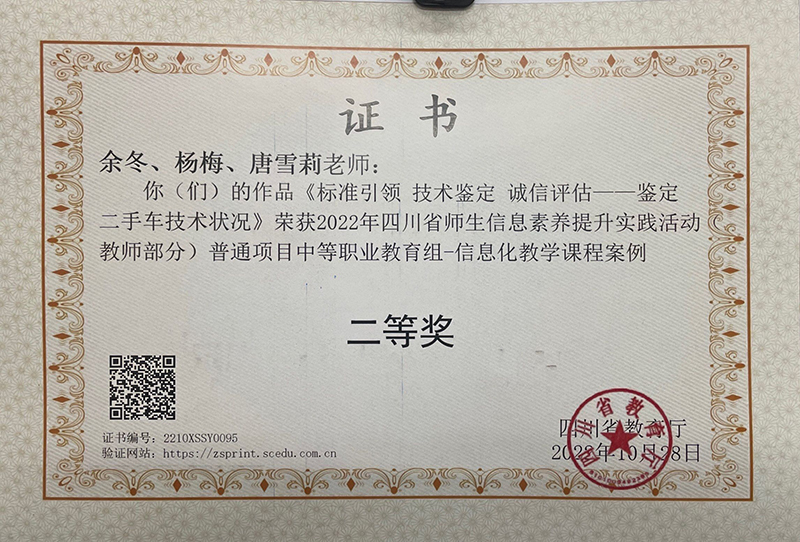 证书
余冬、杨梅、唐雪莉老师：
你（们）的作品《标准引领 技术鉴定 诚信评估——鉴定
二手车技术状况》荣获2022年四川省师生信息素养提升实践活动（
教师部分）普通项目中等职业教育组-信息化教学课程案例
二等奖
证书编号：2210XSSY0095
验证网站：https://zsprint.scedu.com.cn
四川省教育厅
2022年10月28日
四川省教育厅